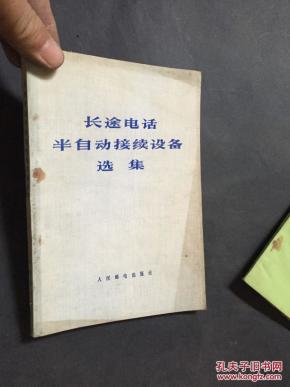 长途电话
半自动接续设备
选集
人民邮电出版社
孔夫子旧书网